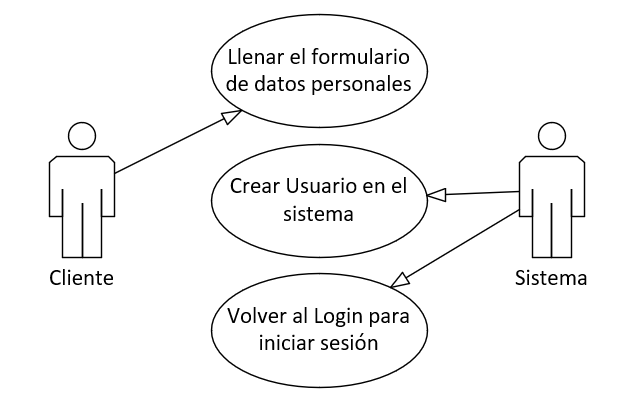 Llenar el formulario
de datos personales
Crear Usuario en el
sistema
Cliente
Sistema
Volver al Login para
iniciar sesión